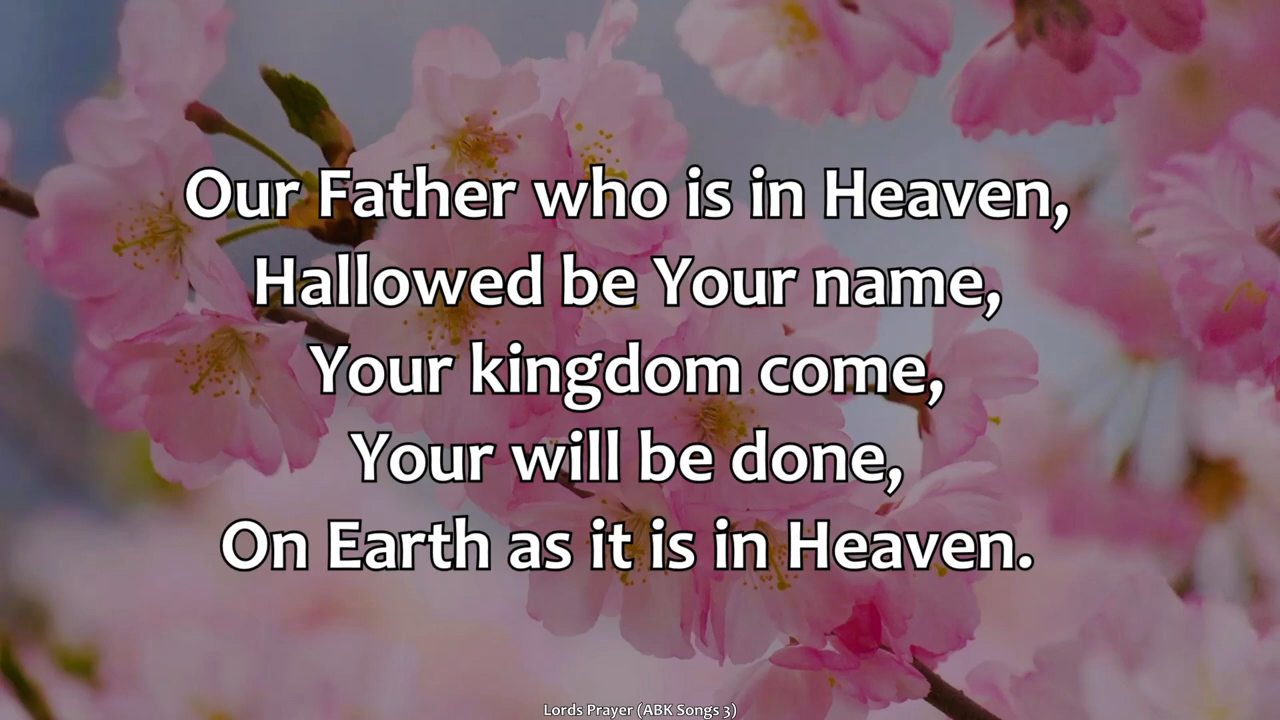 Our Father who is in Heaven,
Hallowed be Your name,
Your kingdom come,
Your will be done,
On Earth as it is in Heaven.
Lords Prayer (ABK Songs 3)